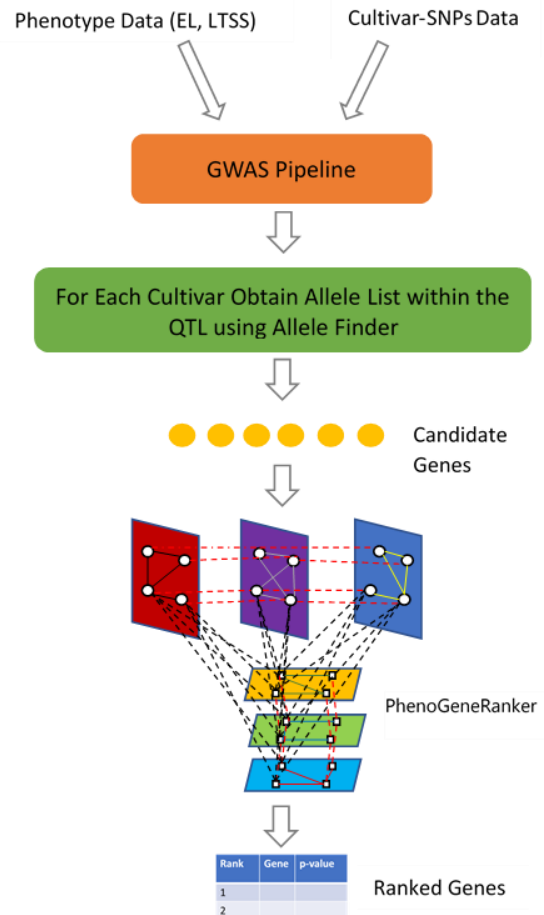 Phenotype Data (EL, LTSS)
Cultivar-SNPs Data
GWAS Pipeline
For Each Cultivar Obtain Allele List within the
QTL using Allele Finder
Candidate
Genes
PhenoGeneRanker
Rank Gene p-value
1
2
Ranked Genes